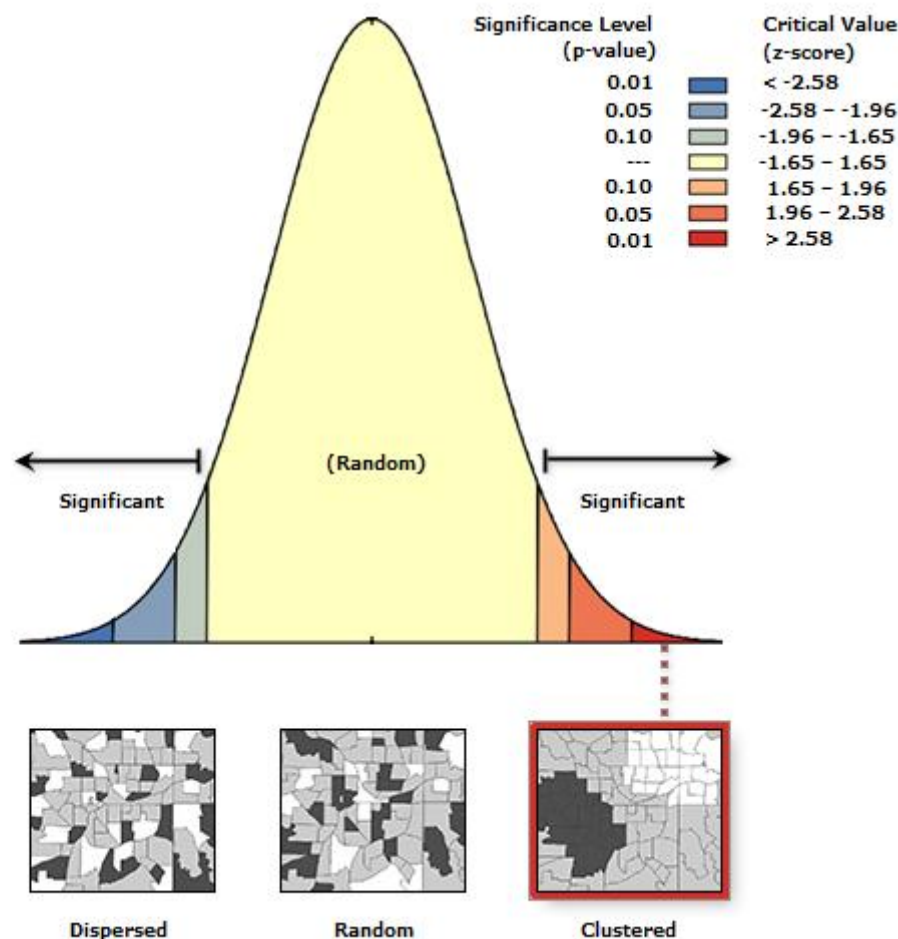 Significance Level Critical Value
(p-value) (z-score)
0.01 < -2.58
0.05 -2.58 – -1.96
0.10 -1.96 – -1.65
--- -1.65 – 1.65
0.10 1.65 – 1.96
0.05 1.96 – 2.58
0.01 > 2.58
(Random)
Significant Significant
Dispersed Random Clustered